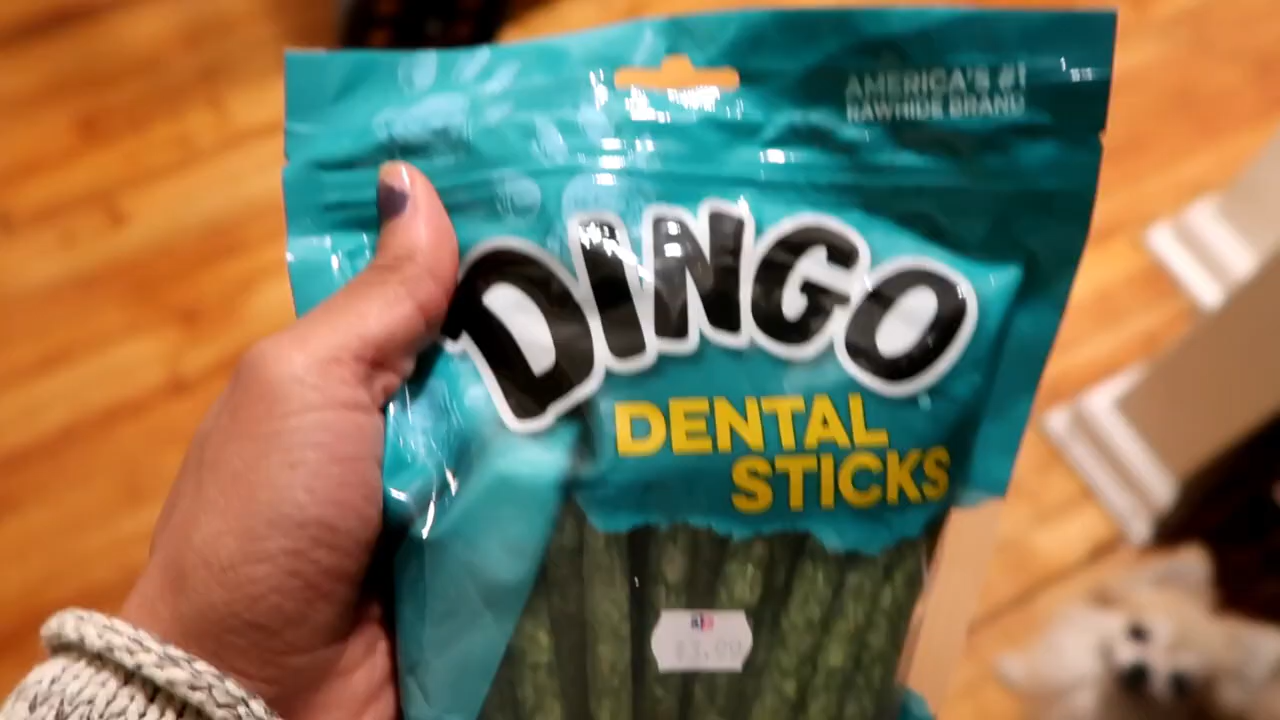 AMERICA'S #1
RAWHIDE BRAND
DINGO
DENTAL
STICKS